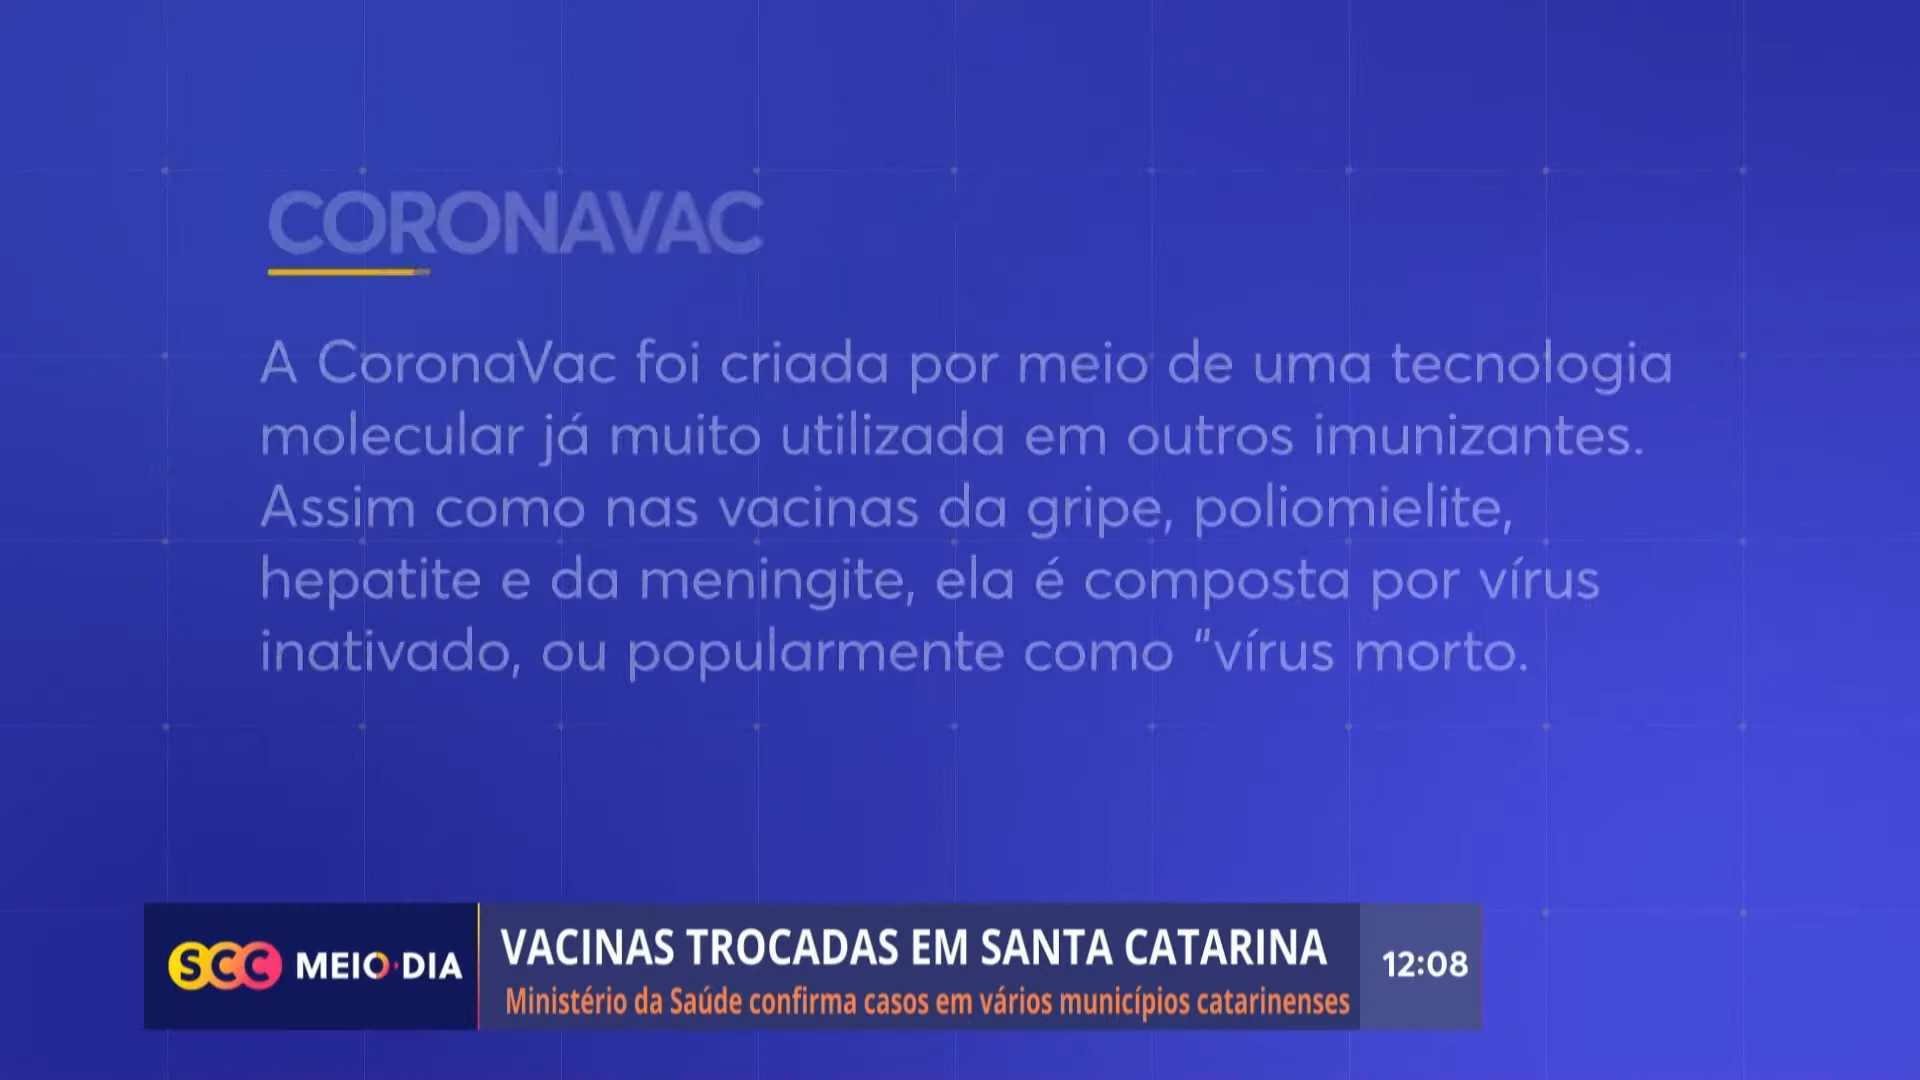 CORONAVAC
A CoronaVac foi criada por meio de uma tecnologia
molecular já muito utilizada em outros imunizantes.
Assim como nas vacinas da gripe, poliomielite,
hepatite e da meningite, ela é composta por vírus
inativado, ou popularmente como “vírus morto.
SCC MEIO DIA
VACINAS TROCADAS EM SANTA CATARINA
Ministério da Saúde confirma casos em vários municípios catarinenses
12:08